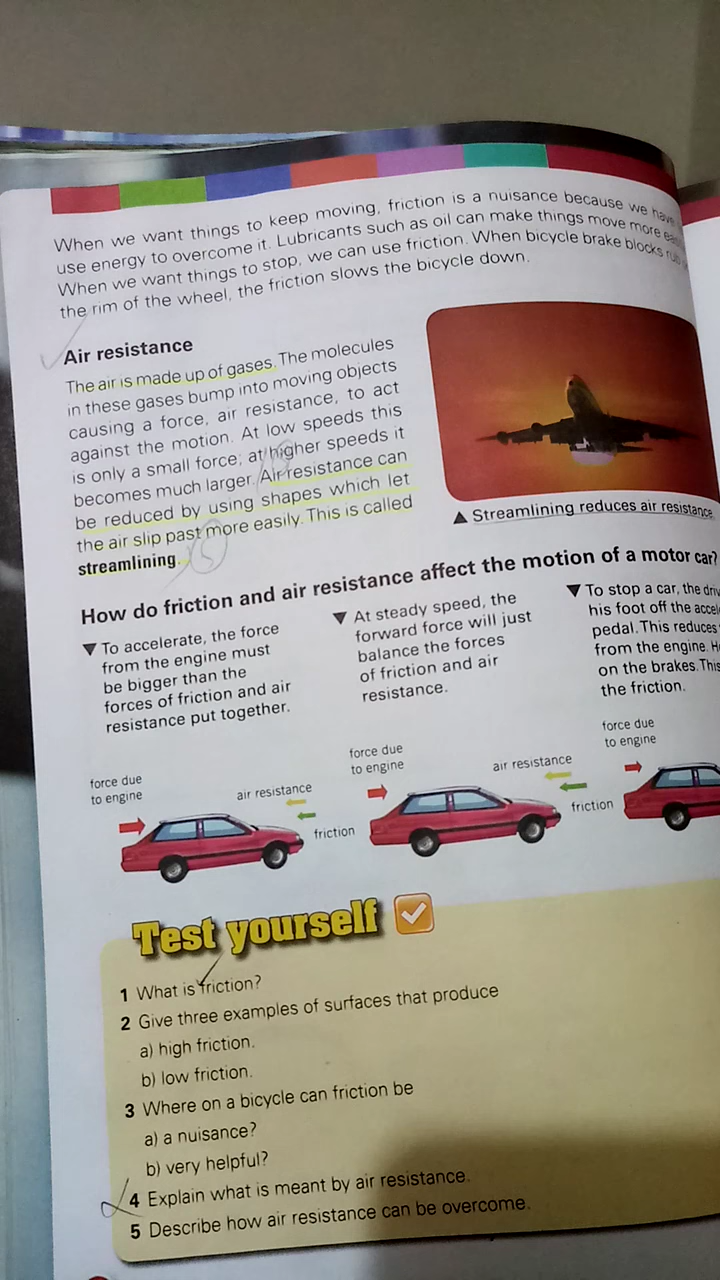 When we want things to keep moving, friction is a nuisance because we have
use energy to overcome it. Lubricants such as oil can make things move more
When we want things to stop, we can use friction. When bicycle brake blocks rub
the rim of the wheel, the friction slows the bicycle down.
Air resistance
The air is made up of gases. The molecules
in these gases bump into moving objects
causing a force, air resistance, to act
against the motion. At low speeds this
is only a small force; at higher speeds it
becomes much larger. Air resistance can
be reduced by using shapes which let
the air slip past more easily. This is called
streamlining.
5
▲ Streamlining reduces air resistance
How do friction and air resistance affect the motion of a motor car?
▼ To accelerate, the force
from the engine must
be bigger than the
forces of friction and air
resistance put together.
▼ At steady speed, the
forward force will just
balance the forces
of friction and air
resistance.
▼ To stop a car, the
his foot off the
pedal. This reduces
from the engine.
on the brakes. This
the friction.
force due
to engine
air resistance
friction
force due
to engine
air resistance
friction
force due
to engine
Test yourself
1 What is friction?
2 Give three examples of surfaces that produce
a) high friction.
b) low friction.
3 Where on a bicycle can friction be
a) a nuisance?
b) very helpful?
4 Explain what is meant by air resistance.
5 Describe how air resistance can be overcome.